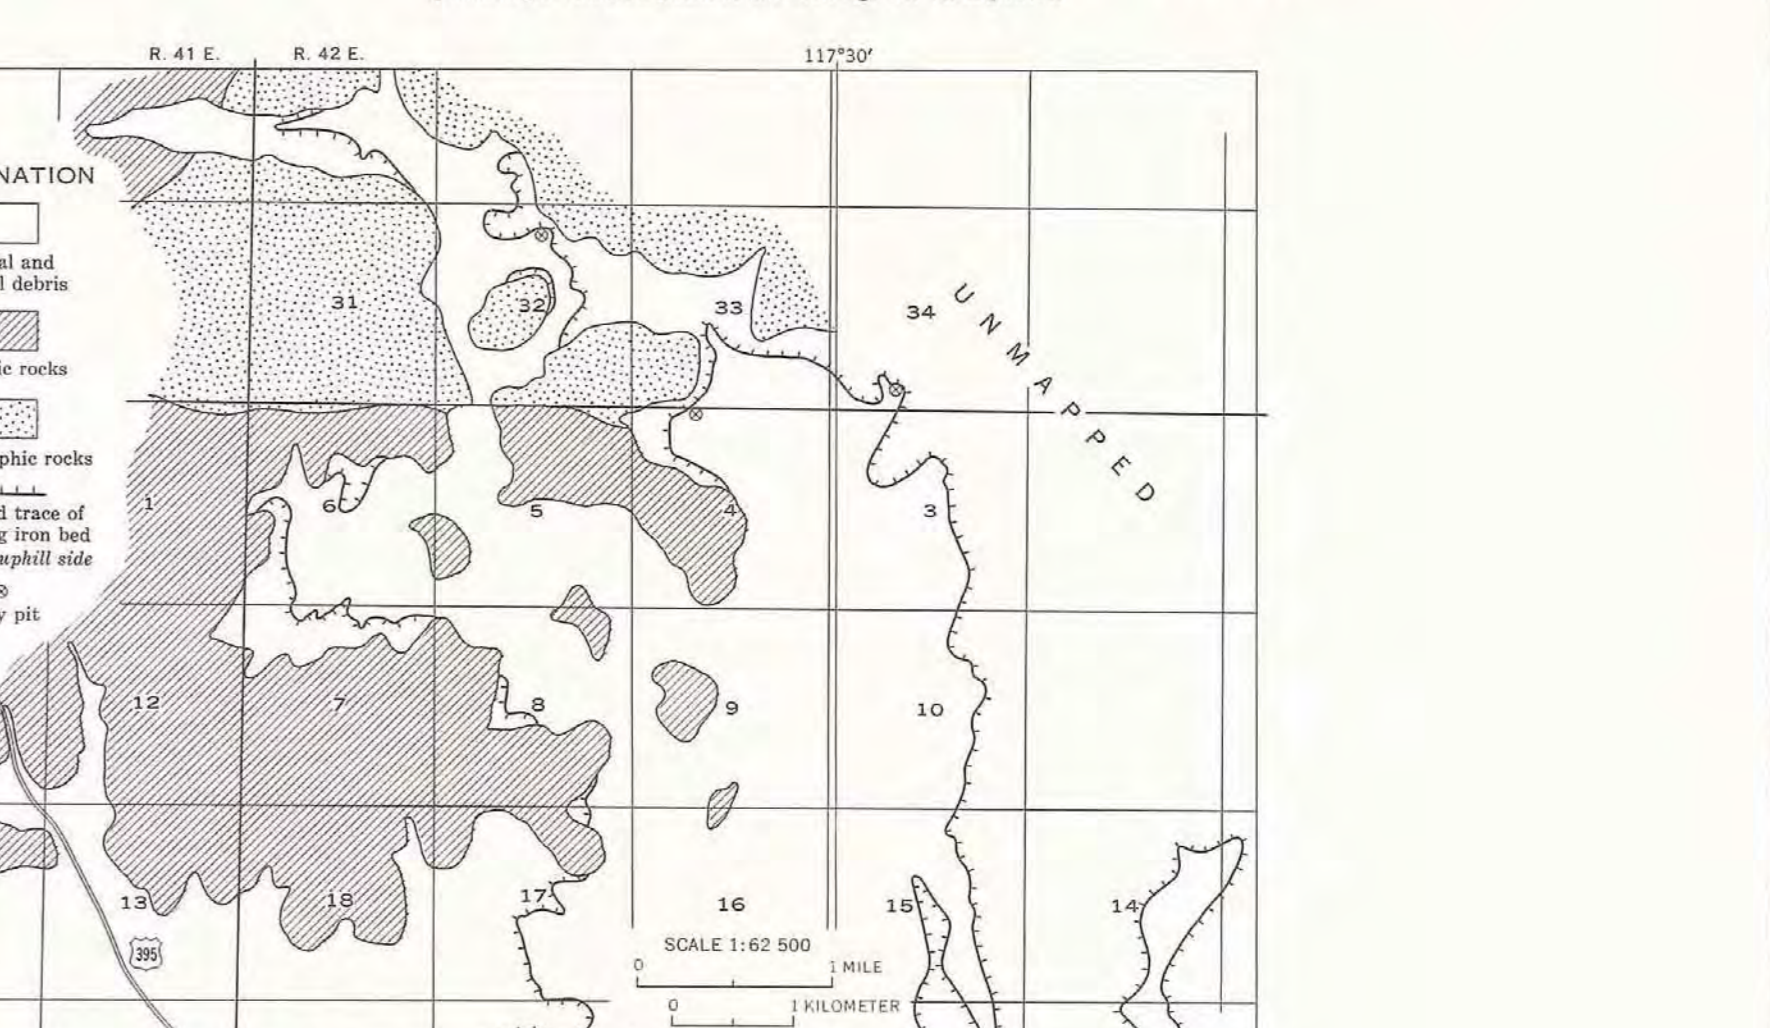 R. 41 E.
R. 42 E.
117°30′
NATION
al and
l debris
ic rocks
phic rocks
d trace of
g iron bed
uphill side
y pit
31
32
33
34
UNMAPPED
1
6
5
4
3
12
7
8
9
10
13
18
17
16
15
14
395
SCALE 1:62 500
0 1 MILE
0 1 KILOMETER